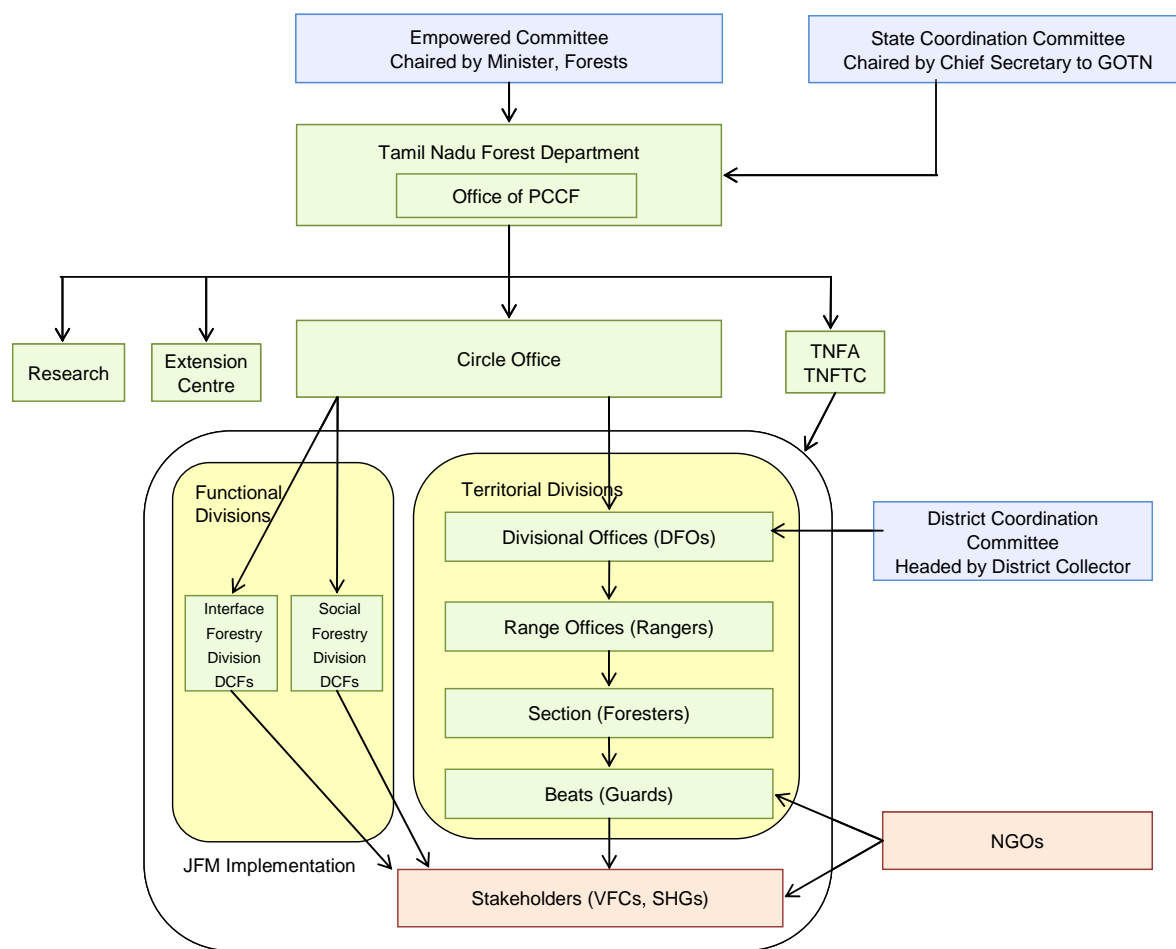 Empowered Committee
Chaired by Minister, Forests
State Coordination Committee
Chaired by Chief Secretary to GOTN
Tamil Nadu Forest Department
Office of PCCF
Research
Extension
Centre
Circle Office
TNFA
TNFTC
Functional
Divisions
Territorial Divisions
Divisional Offices (DFOs)
District Coordination
Committee
Headed by District Collector
Interface
Forestry
Division
DCFs
Social
Forestry
Division
DCFs
Range Offices (Rangers)
Section (Foresters)
Beats (Guards)
NGOs
JFM Implementation
Stakeholders (VFCs, SHGs)